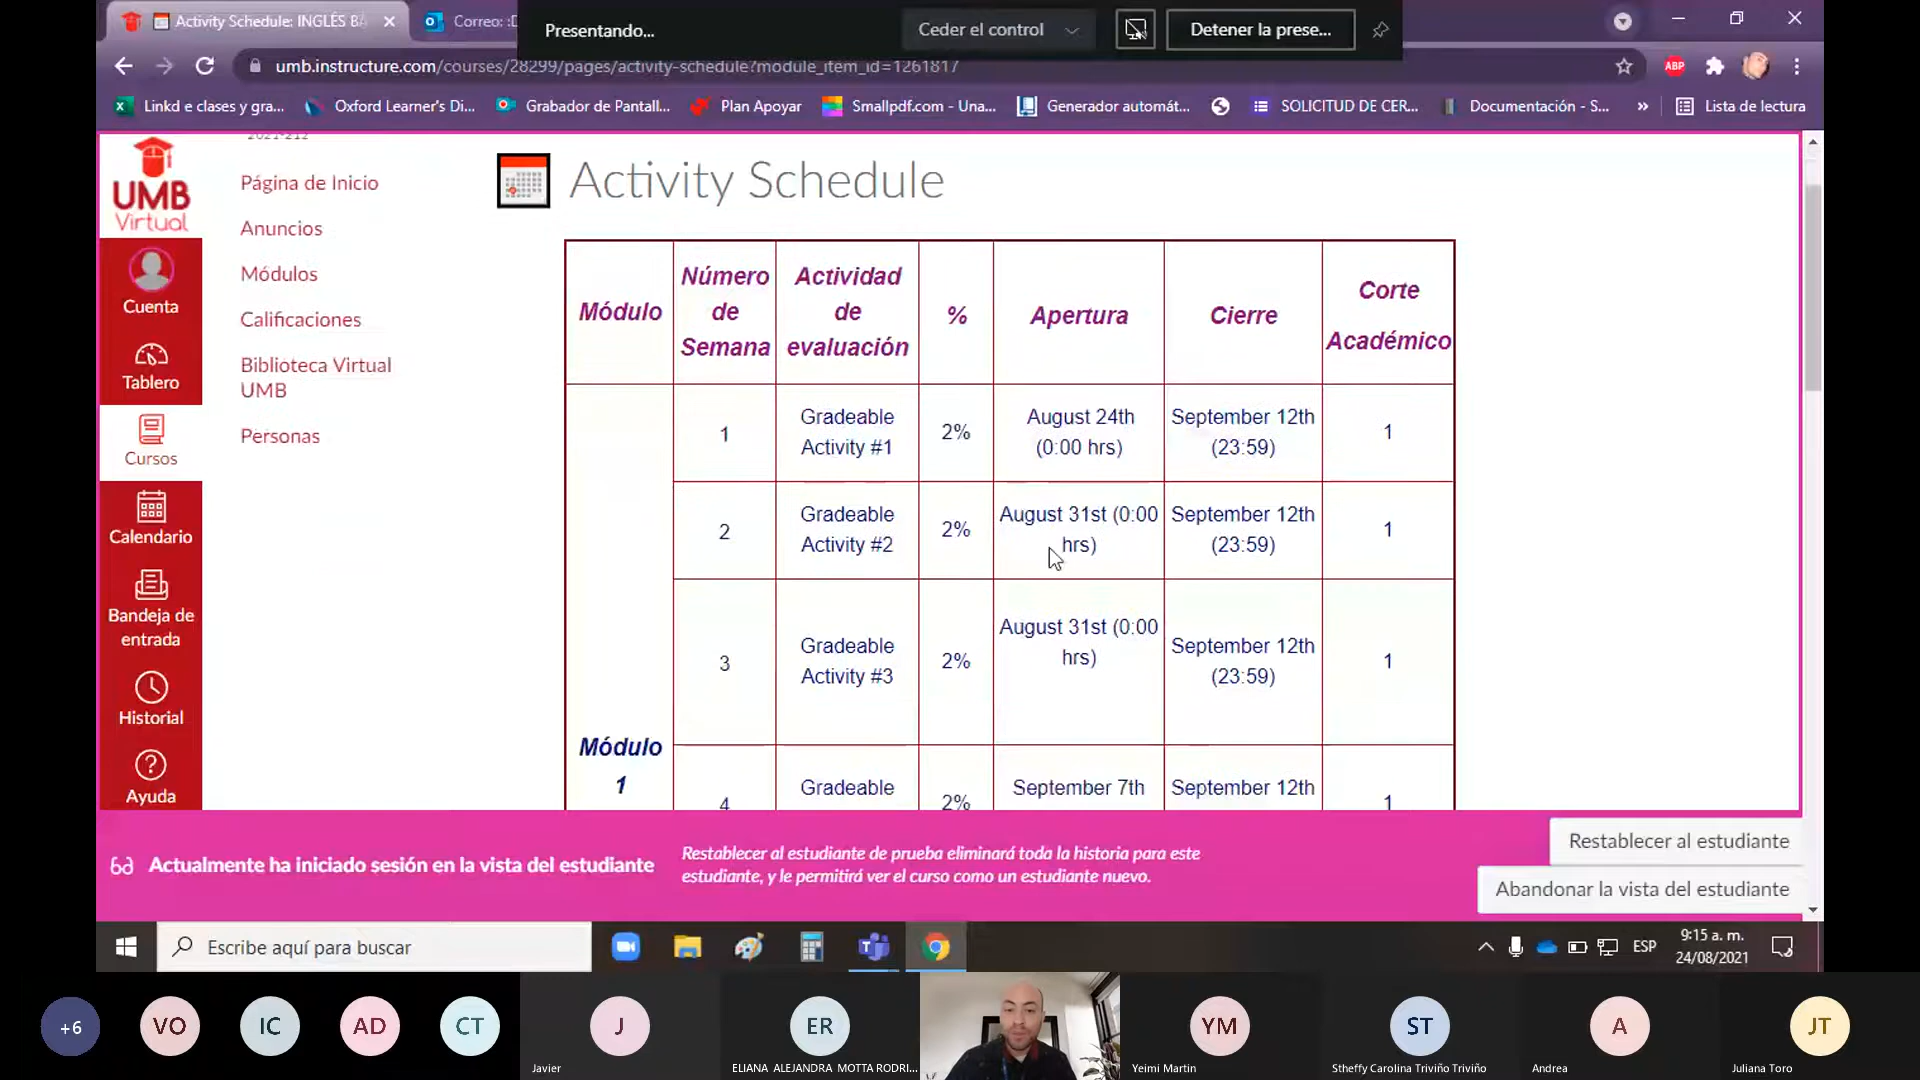 Activity Schedule: INGLÉS BA
Correo: :D
Presentando...
Ceder el control
Detener la prese...
umb.instructure.com/courses/28299/pages/activity-schedule?module_item_id=1261817
ABP
Linkd e clases y gra...
Oxford Learner's Di...
Grabador de Pantall...
Plan Apoyar
Smallpdf.com - Una...
Generador automát...
SOLICITUD DE CER...
Documentación - S...
»
Lista de lectura
UMB
Virtual
Cuenta
Tablero
Cursos
Calendario
Bandeja de
entrada
Historial
Ayuda
2021-212
Página de Inicio
Anuncios
Módulos
Calificaciones
Biblioteca Virtual
UMB
Personas
Activity Schedule
Módulo
Número
de
Semana
Actividad
de
evaluación
%
Apertura
Cierre
Corte
Académico
Módulo
1
1
Gradeable
Activity #1
2%
August 24th
(0:00 hrs)
September 12th
(23:59)
1
2
Gradeable
Activity #2
2%
August 31st (0:00
hrs)
September 12th
(23:59)
1
3
Gradeable
Activity #3
2%
August 31st (0:00
hrs)
September 12th
(23:59)
1
4
Gradeable
2%
September 7th
September 12th
1
Actualmente ha iniciado sesión en la vista del estudiante
Restablecer al estudiante de prueba eliminará toda la historia para este
estudiante, y le permitirá ver el curso como un estudiante nuevo.
Restablecer al estudiante
Abandonar la vista del estudiante
Escribe aquí para buscar
ESP
9:15 a. m.
24/08/2021
+6
VO
IC
AD
CT
J
Javier
ER
ELIANA ALEJANDRA MOTTA RODRI...
YM
Yeimi Martin
ST
Stheffy Carolina Triviño Triviño
A
Andrea
JT
Juliana Toro